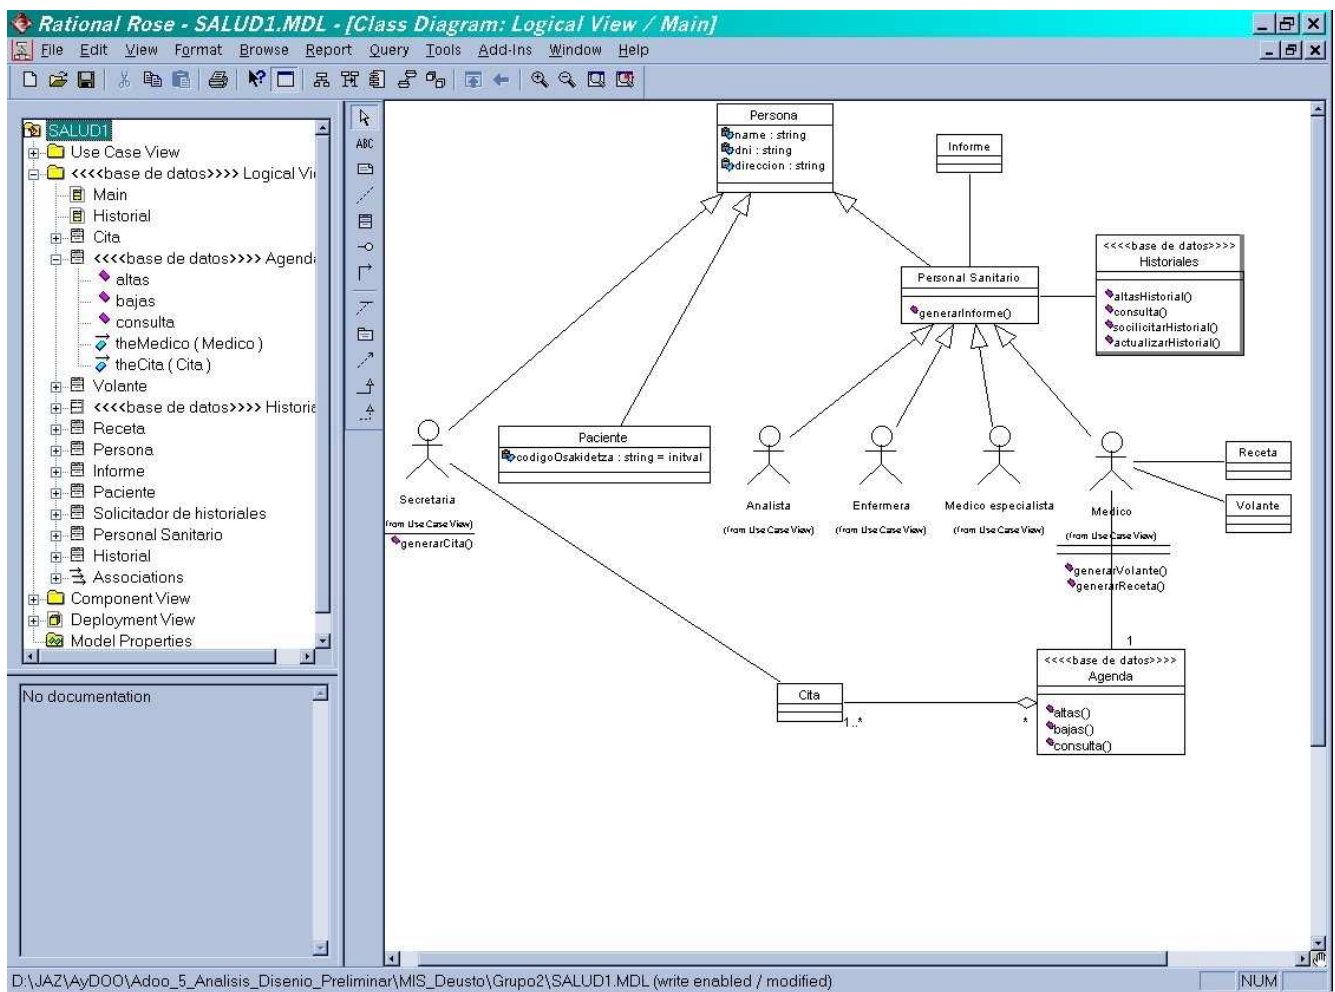 Rational Rose - SALUD1.MDL - [Class Diagram: Logical View / Main]
File Edit View Format Browse Report Query Tools Add-Ins Window Help
SALUD1
Use Case View
<<<<base de datos>>>> Logical Vi
Main
Historial
Cita
<<<<base de datos>>>> Agend
altas
bajas
consulta
theMedico ( Medico )
theCita ( Cita )
Volante
<<<<base de datos>>>> Historia
Receta
Persona
Informe
Paciente
Solicitador de historiales
Personal Sanitario
Historial
Associations
Component View
Deployment View
Model Properties
No documentation
ABC
Persona
name : string
dni : string
direccion : string
Informe
Personal Sanitario
generarInforme()
<<<<base de datos>>>>
Historiales
altasHistorial()
consulta()
socilicitarHistorial()
actualizarHistorial()
Secretaria
(from Use Case View)
generarCita()
Paciente
codigoOsakidetza : string = initval
Analista
(from Use Case View)
Enfermera
(from Use Case View)
Medico especialista
(from Use Case View)
Medico
(from Use Case View)
generarVolante()
generarReceta()
Receta
Volante
1
<<<<base de datos>>>>
Agenda
altas()
bajas()
consulta()
Cita
1..*
*
D:\JAZ\AyDOO\Adoo_5_Analisis_Disenio_Preliminar\MIS_Deusto\Grupo2\SALUD1.MDL (write enabled / modified)
NUM